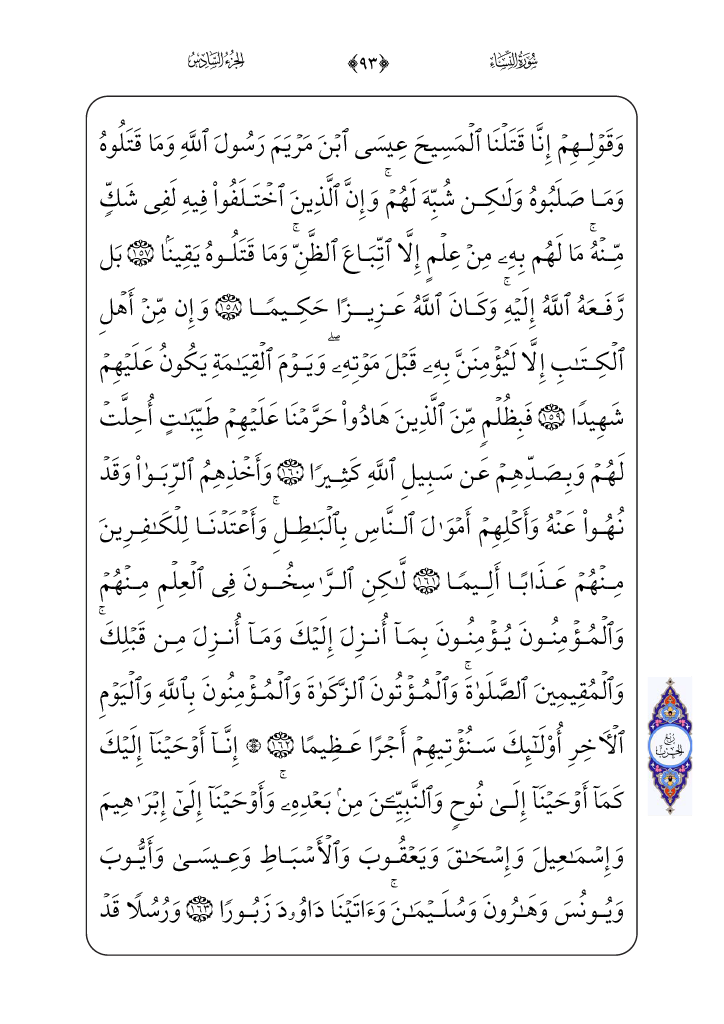 سُورَةُ النِّسَاءِ ﴿٩٣﴾ الجُزْءُ السَّادِسُ
وَقَوْلِهِمْ إِنَّا قَتَلْنَا ٱلْمَسِيحَ عِيسَى ٱبْنَ مَرْيَمَ رَسُولَ ٱللَّهِ وَمَا قَتَلُوهُ
وَمَا صَلَبُوهُ وَلَٰكِن شُبِّهَ لَهُمْۚ وَإِنَّ ٱلَّذِينَ ٱخْتَلَفُوا۟ فِيهِ لَفِى شَكٍّ
مِّنْهُۚ مَا لَهُم بِهِۦ مِنْ عِلْمٍ إِلَّا ٱتِّبَاعَ ٱلظَّنِّۚ وَمَا قَتَلُوهُ يَقِينًۢا ١٥٧ بَل
رَّفَعَهُ ٱللَّهُ إِلَيْهِۚ وَكَانَ ٱللَّهُ عَزِيزًا حَكِيمًا ١٥٨ وَإِن مِّنْ أَهْلِ
ٱلْكِتَٰبِ إِلَّا لَيُؤْمِنَنَّ بِهِۦ قَبْلَ مَوْتِهِۦۖ وَيَوْمَ ٱلْقِيَٰمَةِ يَكُونُ عَلَيْهِمْ
شَهِيدًا ١٥٩ فَبِظُلْمٍ مِّنَ ٱلَّذِينَ هَادُوا۟ حَرَّمْنَا عَلَيْهِمْ طَيِّبَٰتٍ أُحِلَّتْ
لَهُمْ وَبِصَدِّهِمْ عَن سَبِيلِ ٱللَّهِ كَثِيرًا ١٦٠ وَأَخْذِهِمُ ٱلرِّبَوٰا۟ وَقَدْ
نُهُوا۟ عَنْهُ وَأَكْلِهِمْ أَمْوَٰلَ ٱلنَّاسِ بِٱلْبَٰطِلِۚ وَأَعْتَدْنَا لِلْكَٰفِرِينَ
مِنْهُمْ عَذَابًا أَلِيمًا ١٦١ لَّٰكِنِ ٱلرَّٰسِخُونَ فِى ٱلْعِلْمِ مِنْهُمْ
وَٱلْمُؤْمِنُونَ يُؤْمِنُونَ بِمَآ أُنزِلَ إِلَيْكَ وَمَآ أُنزِلَ مِن قَبْلِكَۚ
وَٱلْمُقِيمِينَ ٱلصَّلَوٰةَۚ وَٱلْمُؤْتُونَ ٱلزَّكَوٰةَ وَٱلْمُؤْمِنُونَ بِٱللَّهِ وَٱلْيَوْمِ
ٱلْءَاخِرِ أُو۟لَٰٓئِكَ سَنُؤْتِيهِمْ أَجْرًا عَظِيمًا ١٦٢ ۞ إِنَّآ أَوْحَيْنَآ إِلَيْكَ
كَمَآ أَوْحَيْنَآ إِلَىٰ نُوحٍ وَٱلنَّبِيِّۦنَ مِنۢ بَعْدِهِۦۚ وَأَوْحَيْنَآ إِلَىٰٓ إِبْرَٰهِيمَ
وَإِسْمَٰعِيلَ وَإِسْحَٰقَ وَيَعْقُوبَ وَٱلْأَسْبَاطِ وَعِيسَىٰ وَأَيُّوبَ
وَيُونُسَ وَهَٰرُونَ وَسُلَيْمَٰنَۚ وَءَاتَيْنَا دَاوُۥدَ زَبُورًا ١٦٣ وَرُسُلًا قَدْ
رُبْعُ
الْحِزْبِ